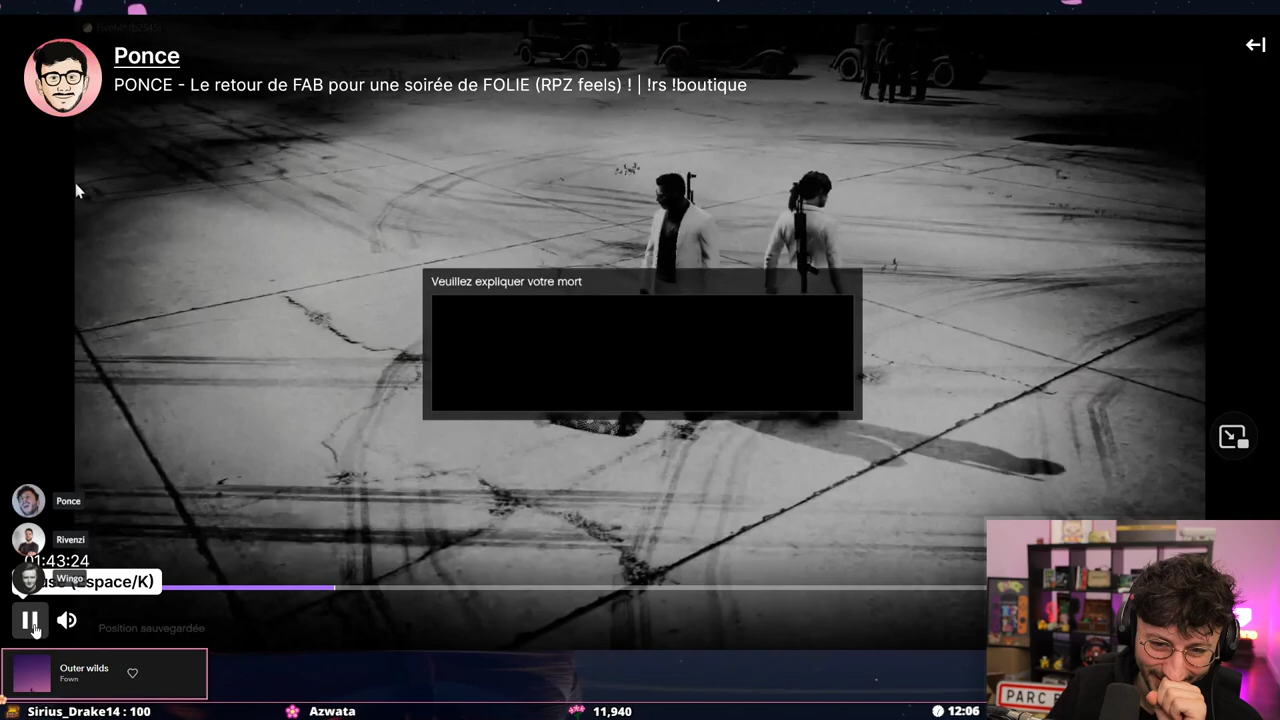 Ponce
PONCE - Le retour de FAB pour une soirée de FOLIE (RPZ feels) ! | !rs !boutique
Veuillez expliquer votre mort
Ponce
Rivenzi
01:43:24
Wingo
(Espace/K)
Position sauvegardée
Outer wilds
Fown
PARC
Sirius_Drake14 : 100
Azwata
11,940
12:06